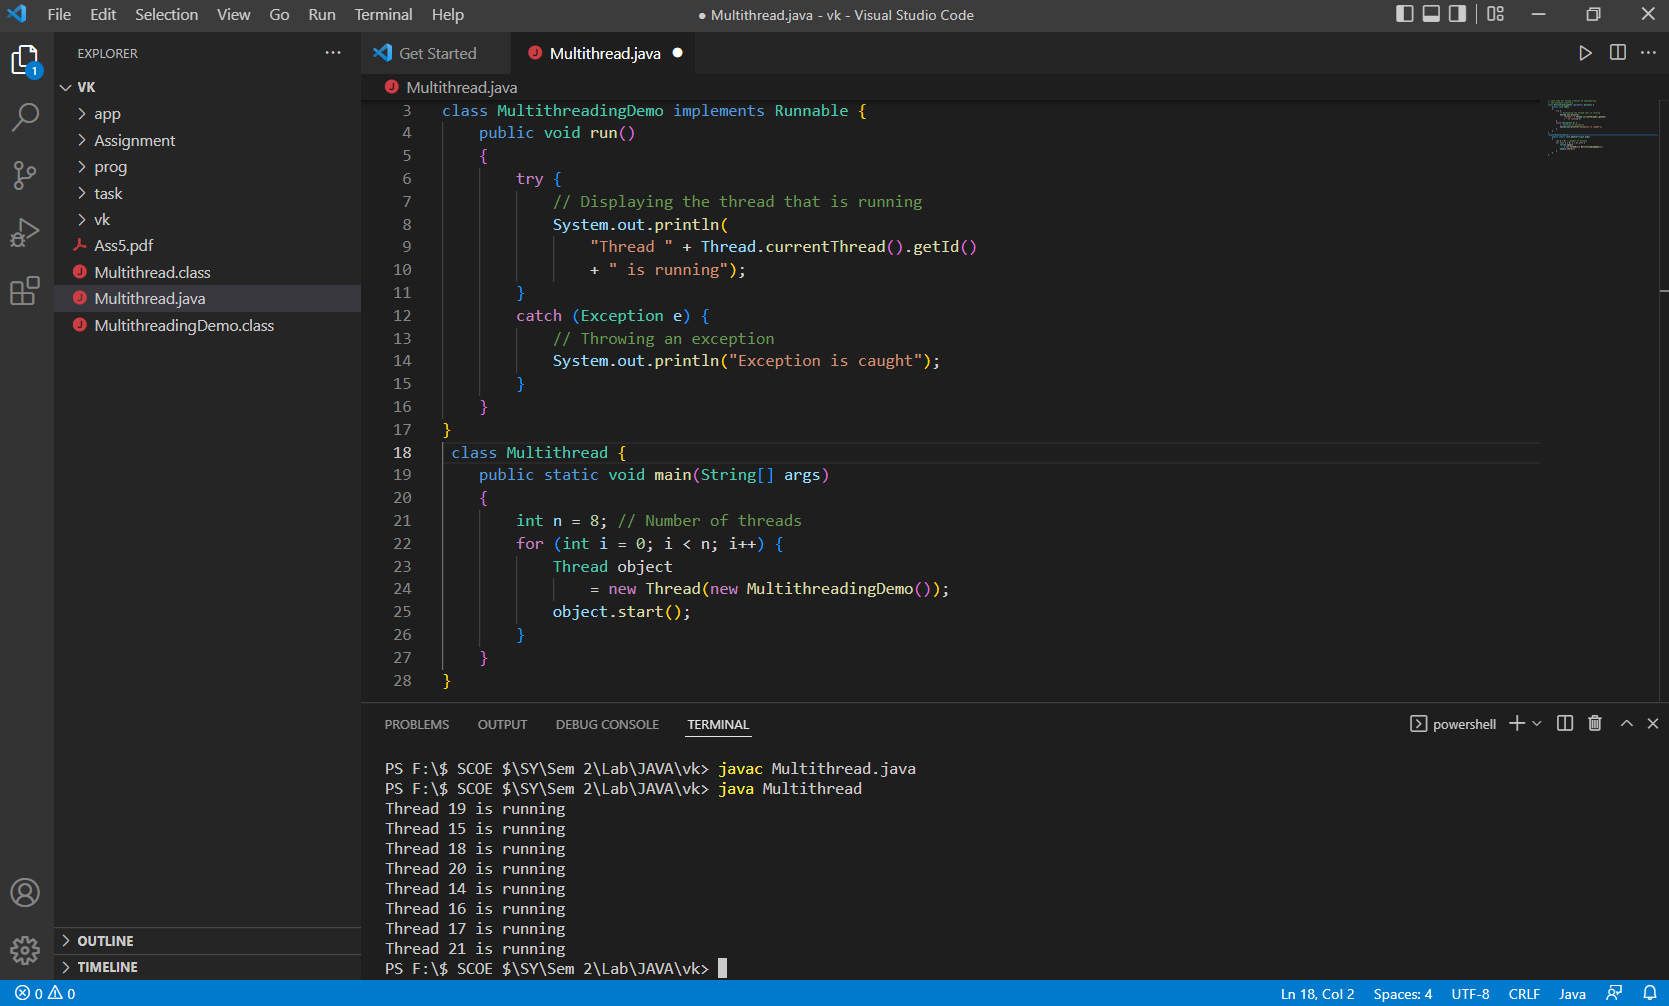 File Edit Selection View Go Run Terminal Help
● Multithread.java - vk - Visual Studio Code
EXPLORER
Get Started
Multithread.java
1
VK
app
Assignment
prog
task
vk
Ass5.pdf
Multithread.class
Multithread.java
MultithreadingDemo.class
OUTLINE
TIMELINE
Multithread.java
3 class MultithreadingDemo implements Runnable {
4 public void run()
5 {
6 try {
7 // Displaying the thread that is running
8 System.out.println(
9 "Thread " + Thread.currentThread().getId()
10 + " is running");
11 }
12 catch (Exception e) {
13 // Throwing an exception
14 System.out.println("Exception is caught");
15 }
16 }
17 }
18 class Multithread {
19 public static void main(String[] args)
20 {
21 int n = 8; // Number of threads
22 for (int i = 0; i < n; i++) {
23 Thread object
24 = new Thread(new MultithreadingDemo());
25 object.start();
26 }
27 }
28 }
PROBLEMS OUTPUT DEBUG CONSOLE TERMINAL
powershell
PS F:\$ SCOE $\SY\Sem 2\Lab\JAVA\vk> javac Multithread.java
PS F:\$ SCOE $\SY\Sem 2\Lab\JAVA\vk> java Multithread
Thread 19 is running
Thread 15 is running
Thread 18 is running
Thread 20 is running
Thread 14 is running
Thread 16 is running
Thread 17 is running
Thread 21 is running
PS F:\$ SCOE $\SY\Sem 2\Lab\JAVA\vk>
0 0
Ln 18, Col 2 Spaces: 4 UTF-8 CRLF Java